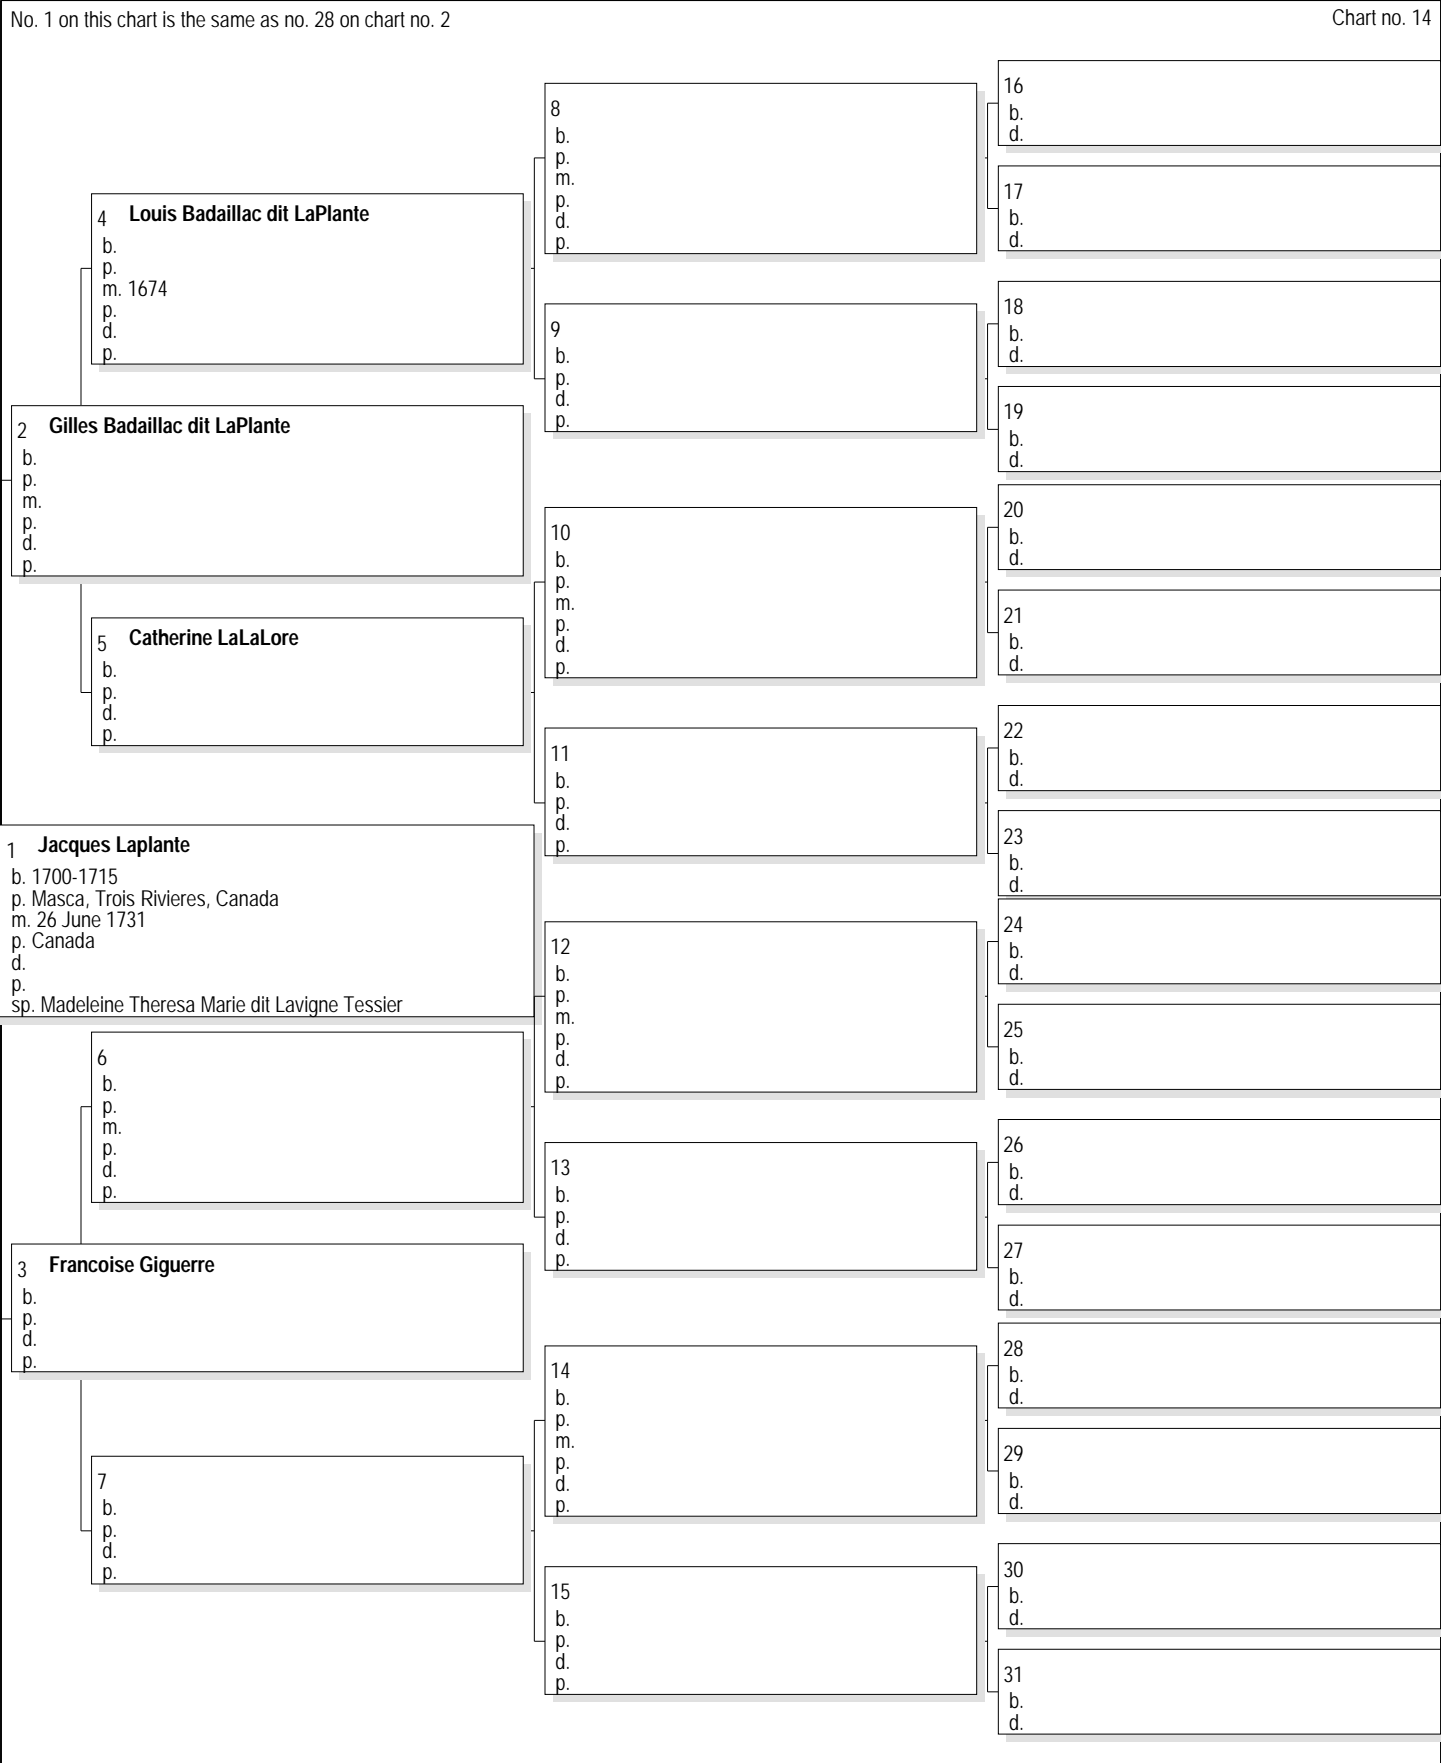 No. 1 on this chart is the same as no. 28 on chart no. 2
Chart no. 14
1 Jacques Laplante
b. 1700-1715
p. Masca, Trois Rivieres, Canada
m. 26 June 1731
p. Canada
d.
p.
sp. Madeleine Theresa Marie dit Lavigne Tessier
2 Gilles Badaillac dit LaPlante
b.
p.
m.
p.
d.
p.
3 Francoise Giguerre
b.
p.
d.
p.
4 Louis Badaillac dit LaPlante
b.
p.
m. 1674
p.
d.
p.
5 Catherine LaLaLore
b.
p.
d.
p.
6
b.
p.
m.
p.
d.
p.
7
b.
p.
d.
p.
8
b.
p.
m.
p.
d.
p.
9
b.
p.
d.
p.
10
b.
p.
m.
p.
d.
p.
11
b.
p.
d.
p.
12
b.
p.
m.
p.
d.
p.
13
b.
p.
d.
p.
14
b.
p.
m.
p.
d.
p.
15
b.
p.
d.
p.
16
b.
d.
17
b.
d.
18
b.
d.
19
b.
d.
20
b.
d.
21
b.
d.
22
b.
d.
23
b.
d.
24
b.
d.
25
b.
d.
26
b.
d.
27
b.
d.
28
b.
d.
29
b.
d.
30
b.
d.
31
b.
d.